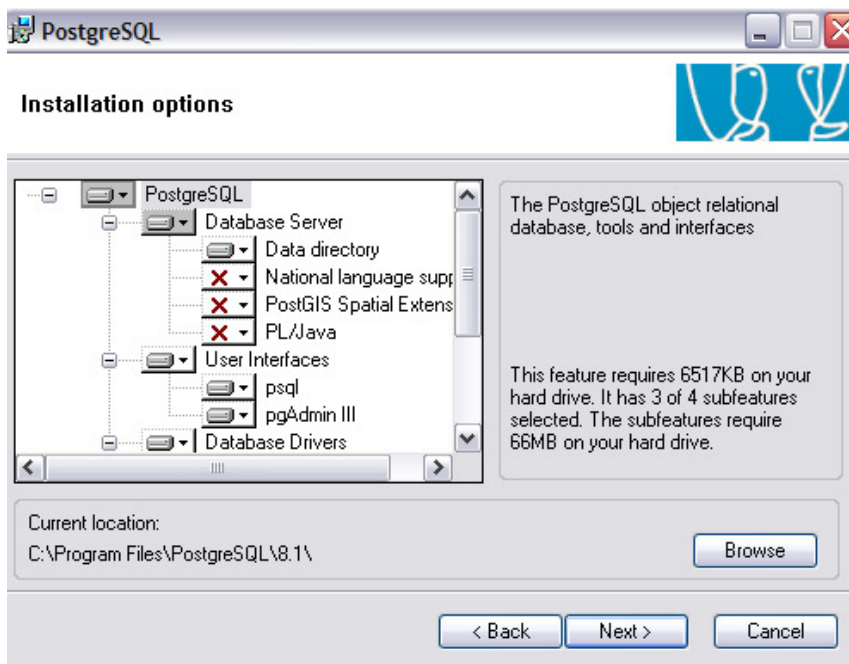 PostgreSQL
Installation options
PostgreSQL
Database Server
Data directory
National language supp
PostGIS Spatial Extens
PL/Java
User Interfaces
psql
pgAdmin III
Database Drivers
The PostgreSQL object relational
database, tools and interfaces
This feature requires 6517KB on your
hard drive. It has 3 of 4 subfeatures
selected. The subfeatures require
66MB on your hard drive.
Current location:
C:\Program Files\PostgreSQL\8.1\
Browse
< Back
Next >
Cancel